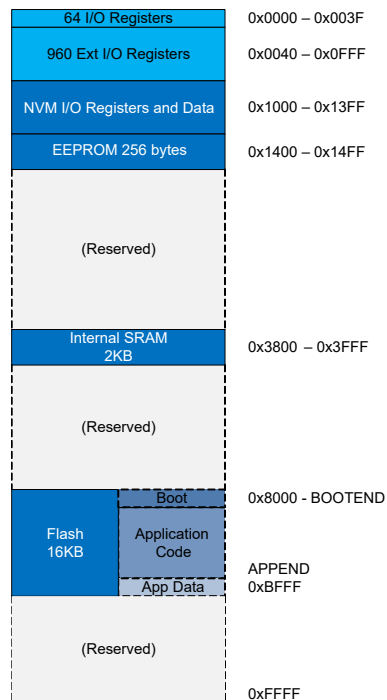 64 I/O Registers
0x0000 – 0x003F
960 Ext I/O Registers
0x0040 – 0x0FFF
NVM I/O Registers and Data
0x1000 – 0x13FF
EEPROM 256 bytes
0x1400 – 0x14FF
(Reserved)
Internal SRAM
2KB
0x3800 – 0x3FFF
(Reserved)
Flash
16KB
Boot
0x8000 - BOOTEND
Application
Code
APPEND
App Data
0xBFFF
(Reserved)
0xFFFF